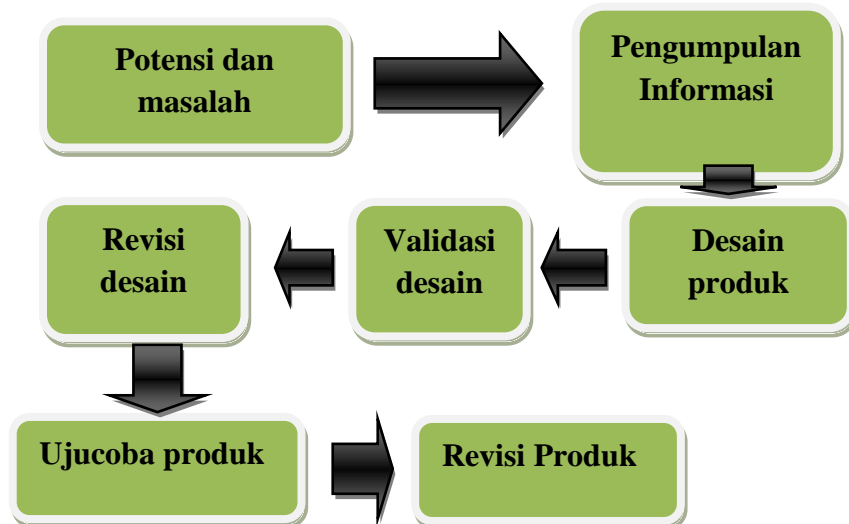 Potensi dan
masalah
Pengumpulan
Informasi
Desain
produk
Validasi
desain
Revisi
desain
Ujucoba produk
Revisi Produk